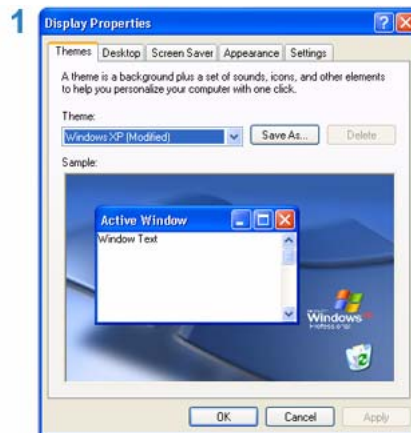 1
Display Properties
Themes Desktop Screen Saver Appearance Settings
A theme is a background plus a set of sounds, icons, and other elements
to help you personalize your computer with one click.
Theme:
Windows XP (Modified) Save As... Delete
Sample:
Active Window
Window Text
Windows xp
Professional
OK Cancel Apply